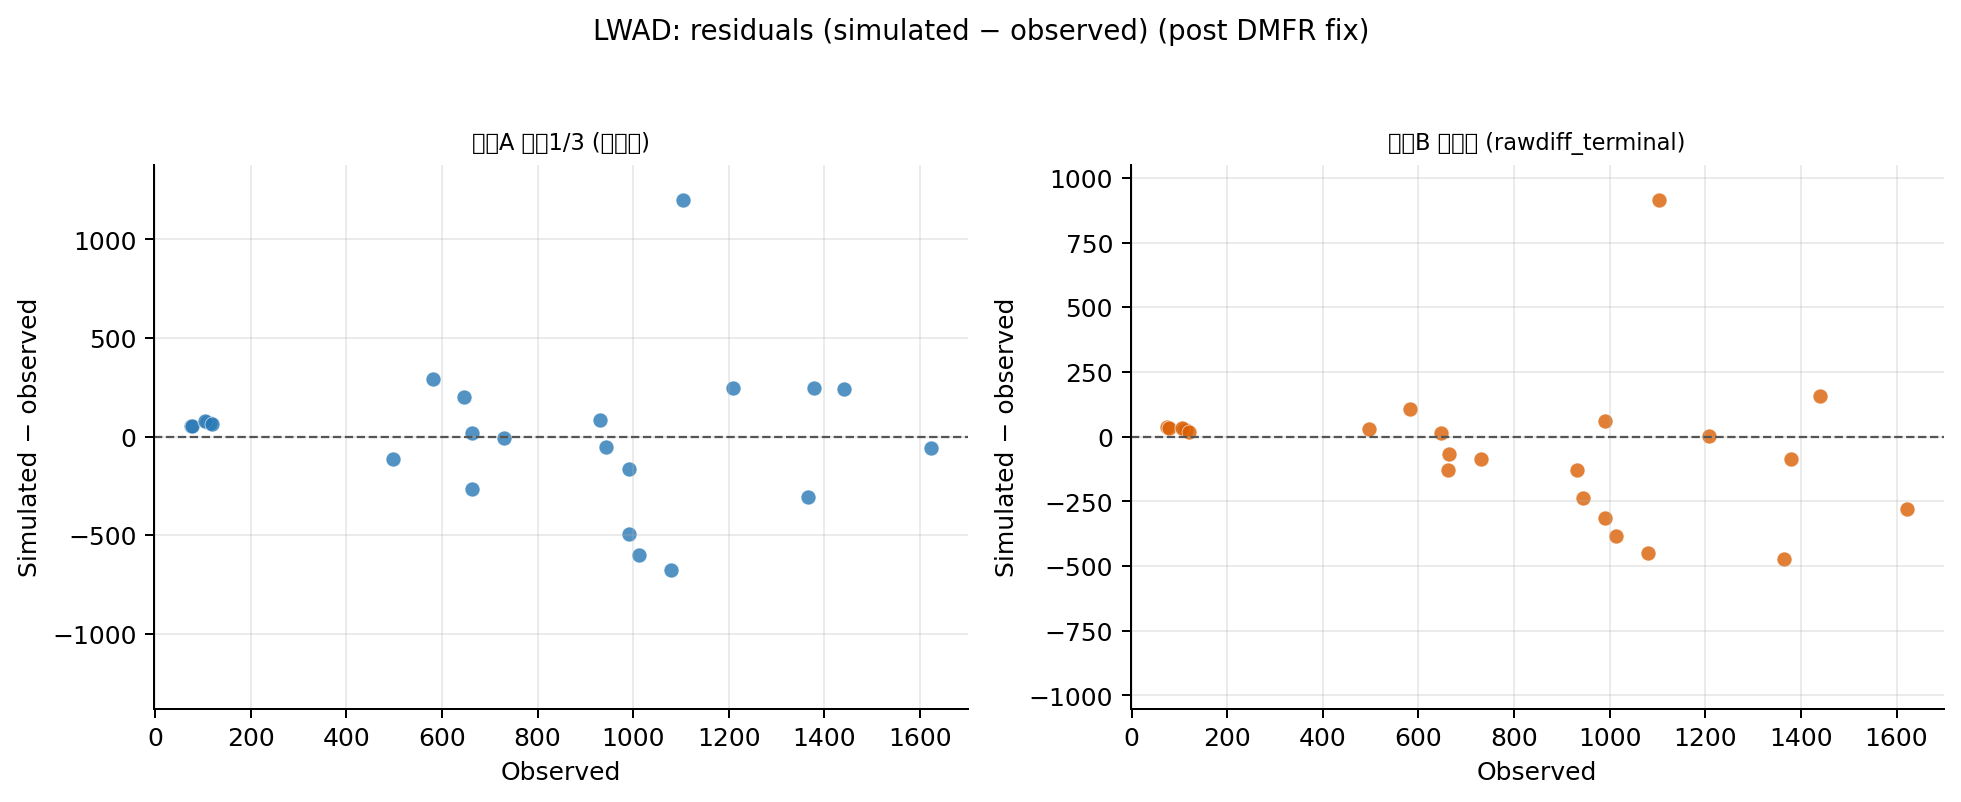 LWAD: residuals (simulated − observed) (post DMFR fix)
A 1/3
B (rawdiff_terminal)
1000
500
0
−500
−1000
Simulated − observed
0 200 400 600 800 1000 1200 1400 1600
Observed
1000
750
500
250
0
−250
−500
−750
−1000
Simulated − observed
0 200 400 600 800 1000 1200 1400 1600
Observed